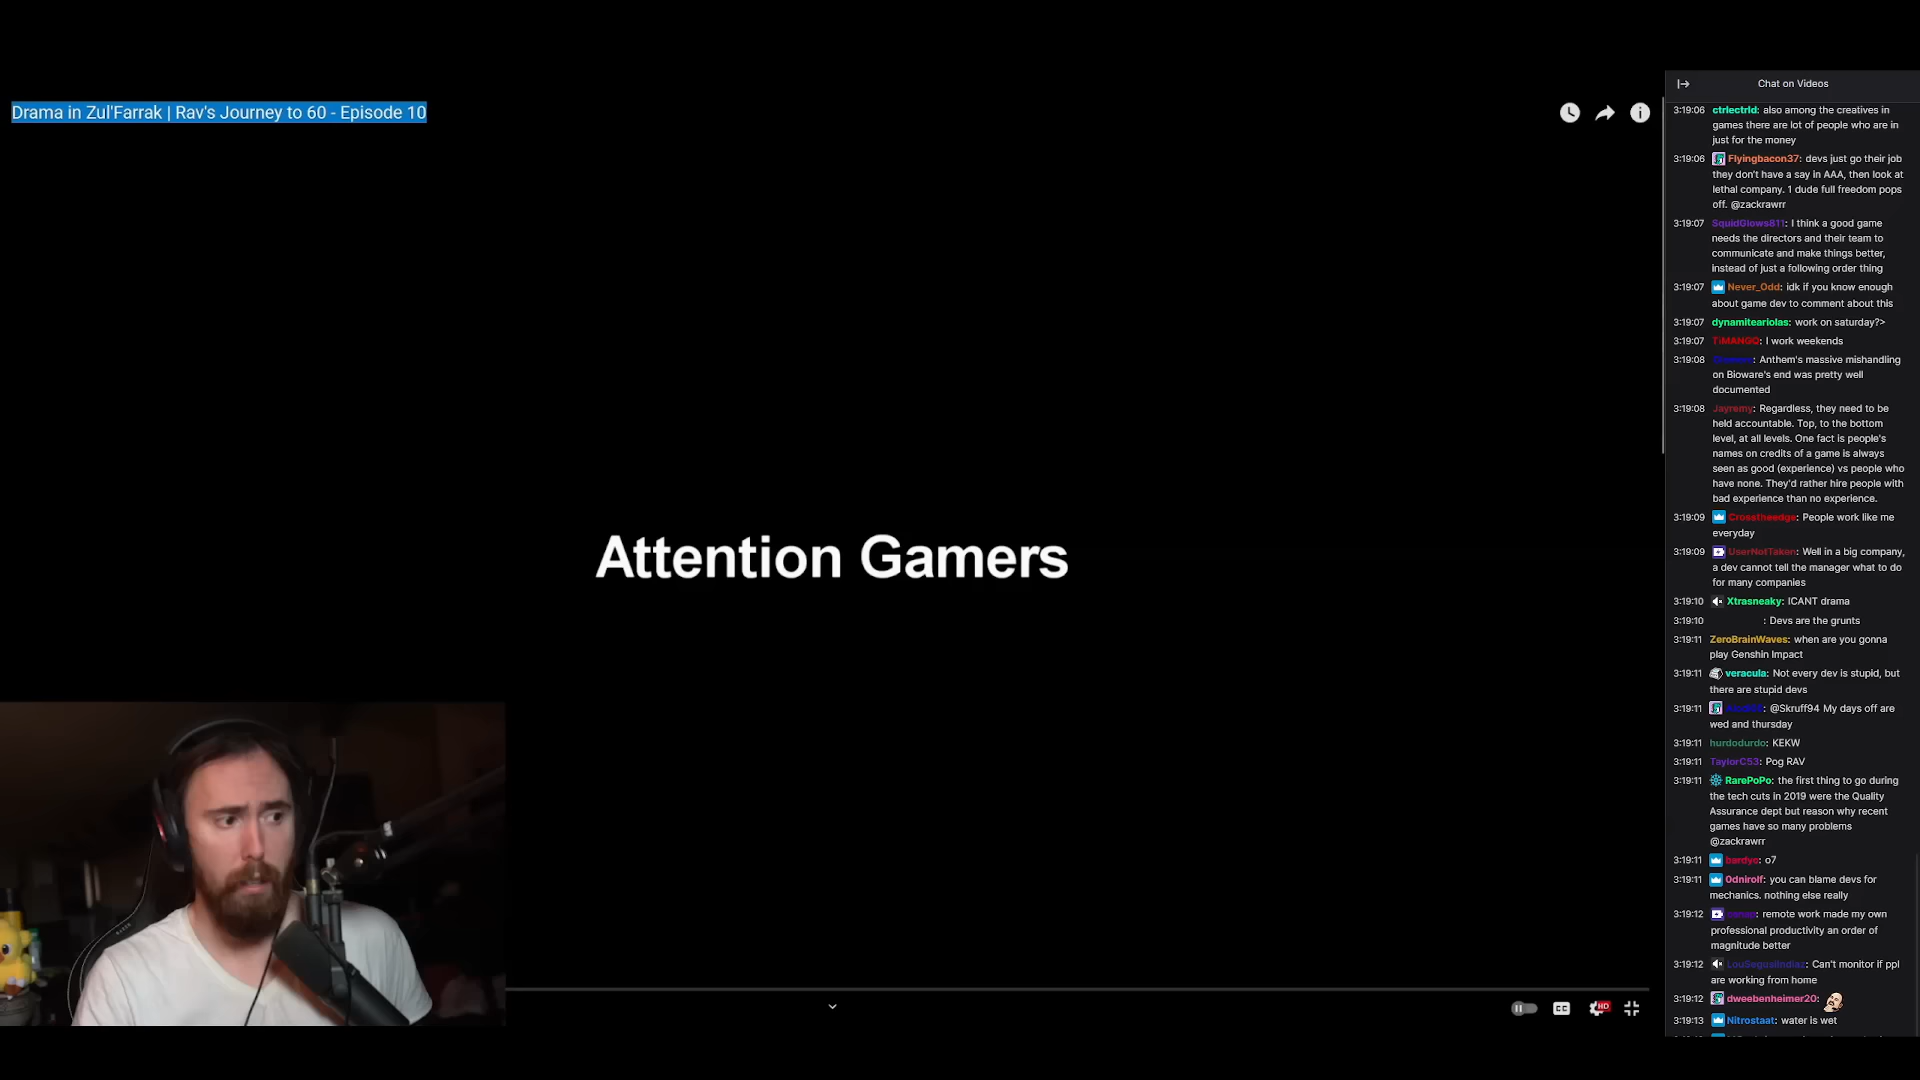 Drama in Zul'Farrak | Rav's Journey to 60 - Episode 10
Attention Gamers
CC
HD
Chat on Videos
3:19:06 ctrlectrld: also among the creatives in
games there are lot of people who are in
just for the money
3:19:06 Flyingbacon37: devs just go their job
they don't have a say in AAA, then look at
lethal company. 1 dude full freedom pops
off. @zackrawrr
3:19:07 SquidGlows811: I think a good game
needs the directors and their team to
communicate and make things better,
instead of just a following order thing
3:19:07 Never_Odd: idk if you know enough
about game dev to comment about this
3:19:07 dynamiteariolas: work on saturday?>
3:19:07 TiMANGO: I work weekends
3:19:08 : Anthem's massive mishandling
on Bioware's end was pretty well
documented
3:19:08 Jayremy: Regardless, they need to be
held accountable. Top, to the bottom
level, at all levels. One fact is people's
names on credits of a game is always
seen as good (experience) vs people who
have none. They'd rather hire people with
bad experience than no experience.
3:19:09 Crosstheedge: People work like me
everyday
3:19:09 UserNotTaken: Well in a big company,
a dev cannot tell the manager what to do
for many companies
3:19:10 Xtrasneaky: ICANT drama
3:19:10 : Devs are the grunts
3:19:11 ZeroBrainWaves: when are you gonna
play Genshin Impact
3:19:11 veracula: Not every dev is stupid, but
there are stupid devs
3:19:11 : @Skruff94 My days off are
wed and thursday
3:19:11 hurdodurdo: KEKW
3:19:11 TaylorC53: Pog RAV
3:19:11 RarePoPo: the first thing to go during
the tech cuts in 2019 were the Quality
Assurance dept but reason why recent
games have so many problems
@zackrawrr
3:19:11 bardyc: o7
3:19:11 0dnirolf: you can blame devs for
mechanics. nothing else really
3:19:12 : remote work made my own
professional productivity an order of
magnitude better
3:19:12 : Can't monitor if ppl
are working from home
3:19:12 dweebenheimer20:
3:19:13 Nitrostaat: water is wet